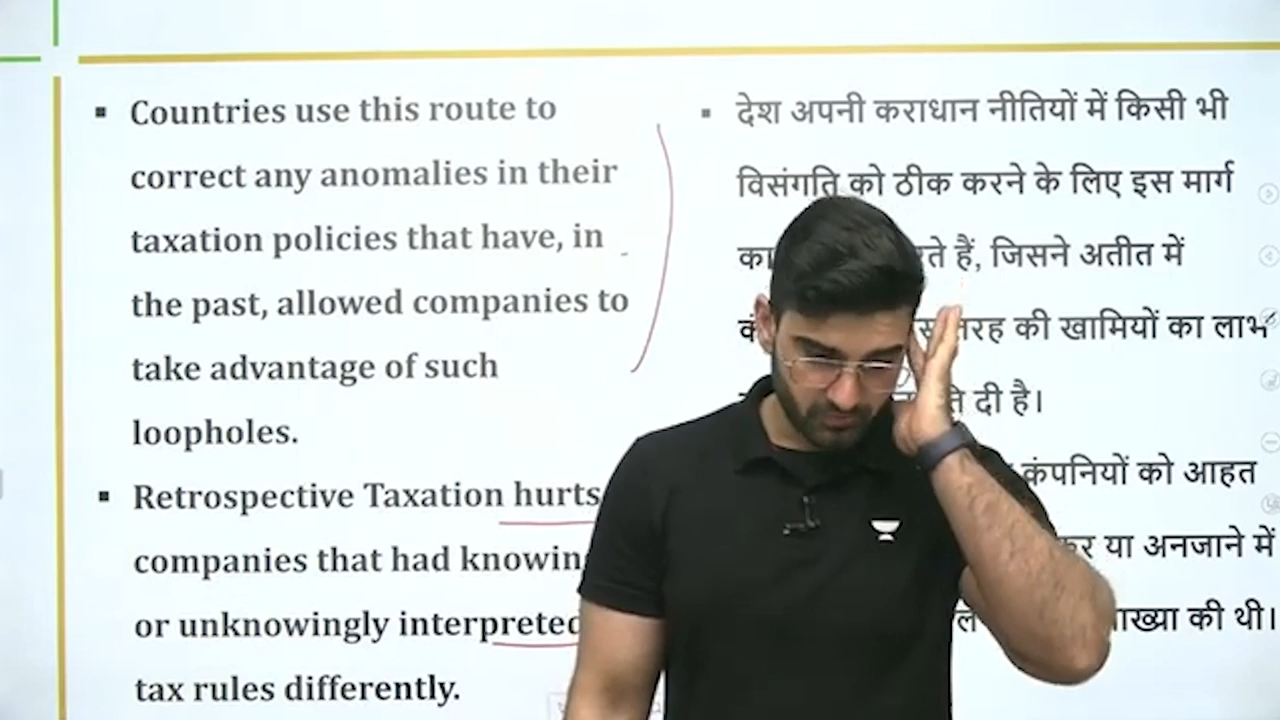 Countries use this route to
correct any anomalies in their
taxation policies that have, in
the past, allowed companies to
take advantage of such
loopholes.
Retrospective Taxation hurts
companies that had
or unknowingly interpreted
tax rules differently.
देश अपनी कराधान नीतियों में किसी भी
विसंगति को ठीक करने के लिए इस मार्ग
हैं, जिसने अतीत में
की खामियों का लाभ
दी है।
कंपनियों को आहत
या अनजाने में
की थी।